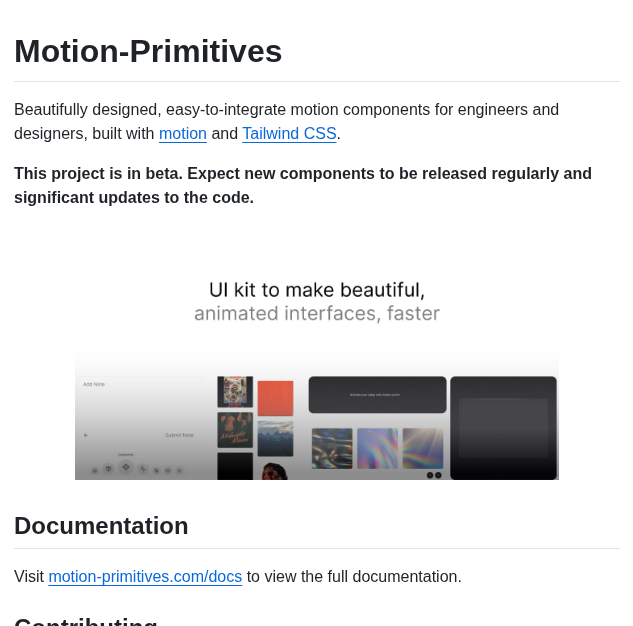 Motion-Primitives
Beautifully designed, easy-to-integrate motion components for engineers and
designers, built with motion and Tailwind CSS.
This project is in beta. Expect new components to be released regularly and
significant updates to the code.
UI kit to make beautiful,
animated interfaces, faster
Add Note
Submit Note
Documentation
Visit motion-primitives.com/docs to view the full documentation.
Contributing